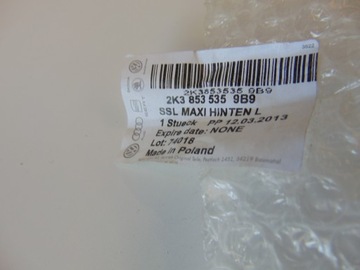 2K3853535 9B9
2K3 853 535 9B9
SSL MAXI HINTEN L
1 Stueck PP 12.03.2013
Expire date: NONE
Lot: 74016
Made in Poland